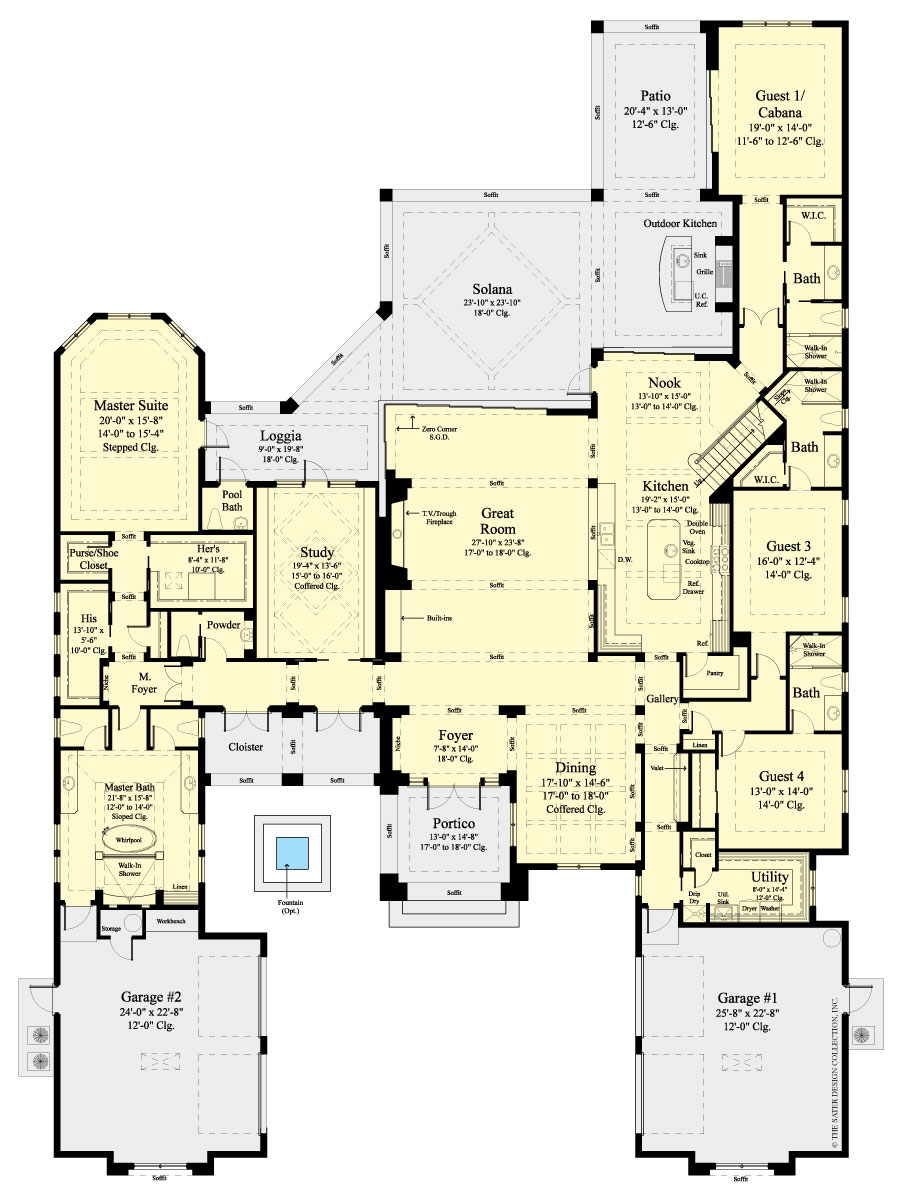 Soffit
Patio
20'-4" x 13'-0"
12'-6" Clg.
Soffit
Guest 1/
Cabana
19'-0" x 14'-0"
11'-6" to 12'-6" Clg.
Soffit
Soffit
Soffit
W.I.C.
Soffit
Outdoor Kitchen
Sink
Grille
U.C.
Ref.
Bath
Solana
23'-10" x 23'-10"
18'-0" Clg.
Soffit
Soffit
Walk-In
Shower
Nook
13'-10" x 15'-0"
13'-0" to 14'-0" Clg.
Soffit
Walk-In
Shower
Slope
Clg.
Master Suite
20'-0" x 15'-8"
14'-0" to 15'-4"
Stepped Clg.
Soffit
Loggia
9'-0" x 19'-8"
18'-0" Clg.
Zero Corner
S.G.D.
Soffit
Bath
Up
W.I.C.
Soffit
Pool
Bath
Kitchen
19'-2" x 15'-0"
13'-0" to 14'-0" Clg.
T.V./Trough
Fireplace
Great
Room
27'-10" x 23'-8"
17'-0" to 18'-0" Clg.
Soffit
D.W.
Double
Oven
Veg.
Sink
Cooktop
Ref.
Drawer
Ref.
Guest 3
16'-0" x 12'-4"
14'-0" Clg.
Soffit
Purse/Shoe
Closet
Her's
8'-4" x 11'-8"
10'-0" Clg.
Study
19'-4" x 13'-6"
15'-0" to 16'-0"
Coffered Clg.
Soffit
Soffit
His
13'-10" x
5'-6"
10'-0" Clg.
Powder
Built-ins
Soffit
Soffit
Niche
M.
Foyer
Soffit
Soffit
Soffit
Pantry
Walk-In
Shower
Bath
Gallery
Soffit
Soffit
Soffit
Soffit
Cloister
Soffit
Niche
Foyer
7'-8" x 14'-0"
18'-0" Clg.
Soffit
Linen
Soffit
Valet
Soffit
Soffit
Master Bath
21'-8" x 15'-8"
12'-0" to 14'-0"
Sloped Clg.
Whirlpool
Walk-In
Shower
Linen
Dining
17'-10" x 14'-6"
17'-0" to 18'-0"
Coffered Clg.
Soffit
Guest 4
13'-0" x 14'-0"
14'-0" Clg.
Soffit
Portico
13'-0" x 14'-8"
17'-0" to 18'-0" Clg.
Soffit
Soffit
Soffit
Closet
Utility
8'-0" x 14'-4"
12'-0" Clg.
Drip
Dry
Util.
Sink
Dryer
Washer
Fountain
(Opt.)
Storage
Workbench
Garage #2
24'-0" x 22'-8"
12'-0" Clg.
Garage #1
25'-8" x 22'-8"
12'-0" Clg.
© THE SATER DESIGN COLLECTION, INC.
Soffit
Soffit